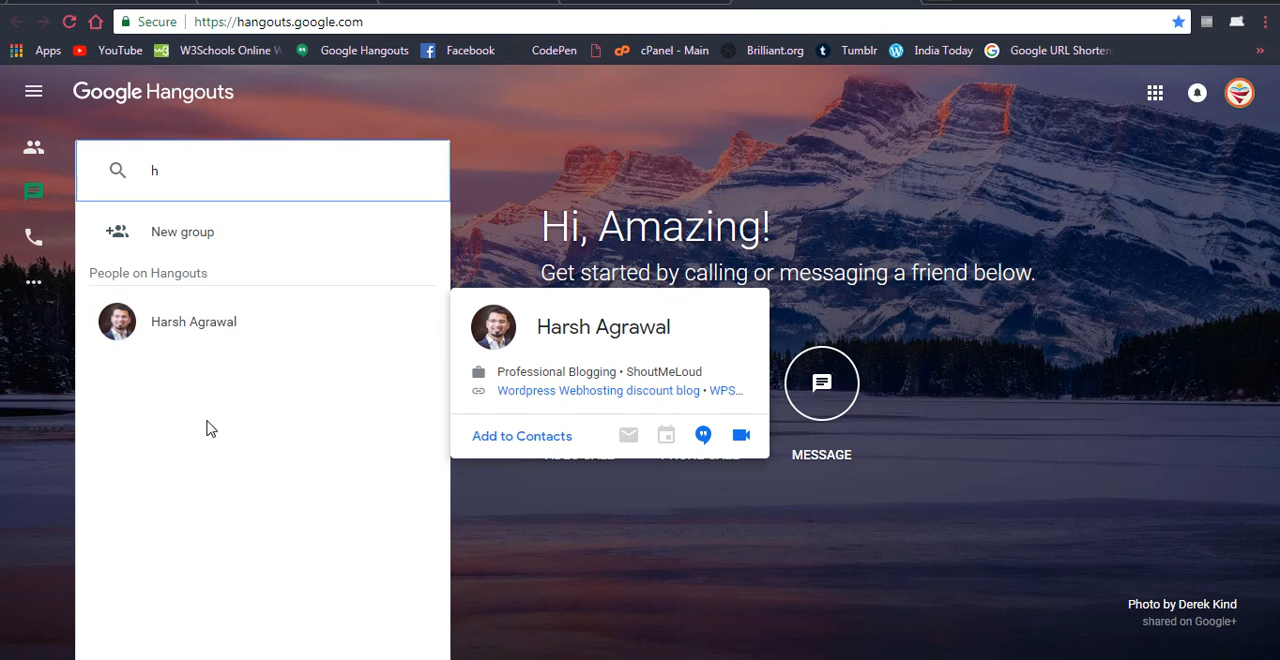 Secure https://hangouts.google.com
Apps YouTube W3Schools Online Google Hangouts Facebook CodePen cPanel - Main Brilliant.org Tumblr India Today Google URL Shorten »
Google Hangouts
h
New group
People on Hangouts
Harsh Agrawal
Hi, Amazing!
Get started by calling or messaging a friend below.
Harsh Agrawal
Professional Blogging • ShoutMeLoud
Wordpress Webhosting discount blog • WPS...
Add to Contacts
MESSAGE
Photo by Derek Kind
shared on Google+